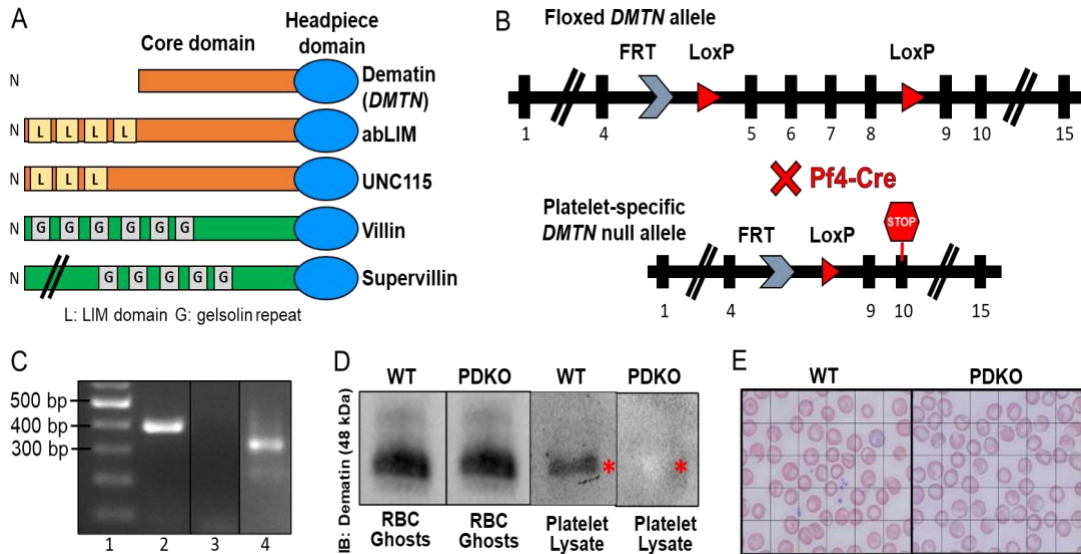 A
Core domain
Headpiece
domain
N
Dematin
(DMTN)
N L L L L abLIM
N L L L UNC115
N G G G G G G Villin
N G G G G G Supervillin
L: LIM domain G: gelsolin repeat
B
Floxed DMTN allele
FRT LoxP LoxP
1 4 5 6 7 8 9 10 15
Pf4-Cre
Platelet-specific
DMTN null allele
STOP
FRT LoxP
1 4 9 10 15
C
500 bp
400 bp
300 bp
1 2 3 4
D
WT PDKO WT PDKO
IB: Dematin (48 kDa)
* *
RBC
Ghosts
RBC
Ghosts
Platelet
Lysate
Platelet
Lysate
E
WT PDKO